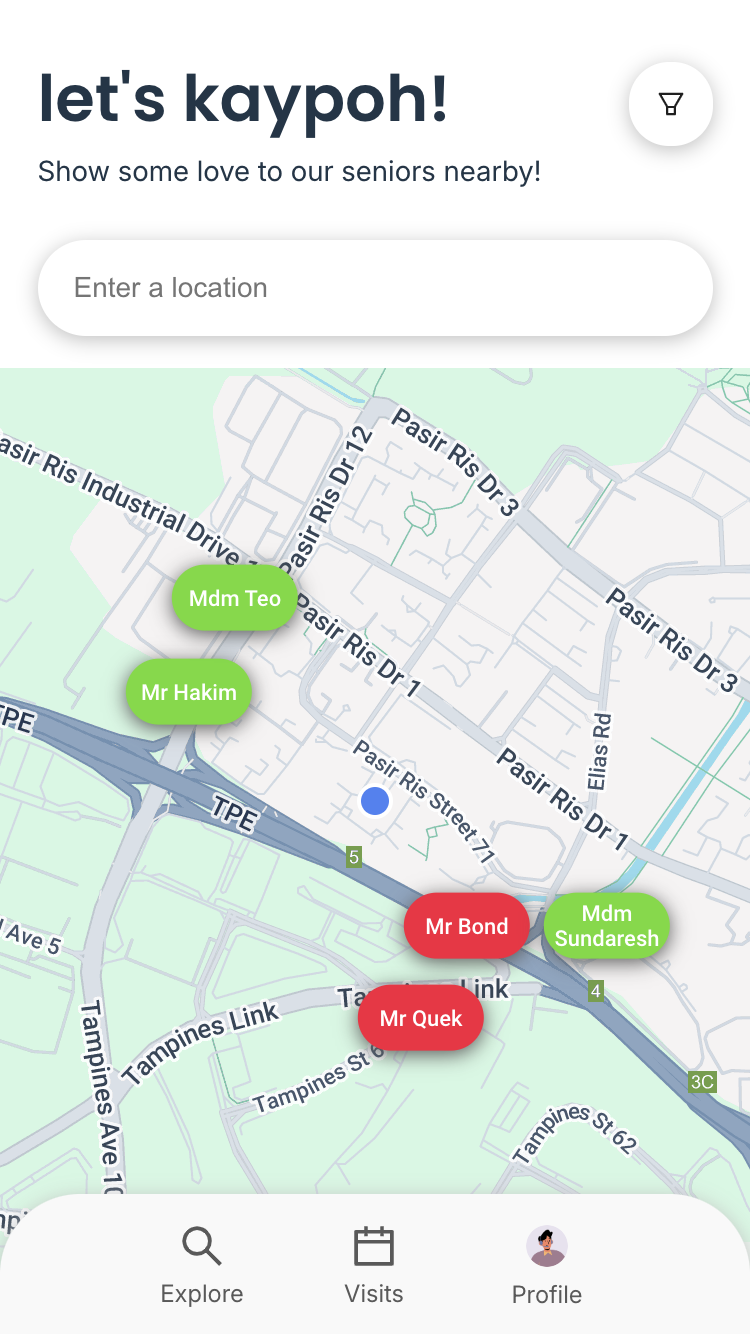 let's kaypoh!
Show some love to our seniors nearby!
Enter a location
Pasir Ris Dr 12
Pasir Ris Dr 3
asir Ris Industrial Drive
Mdm Teo
Pasir Ris Dr 1
Pasir Ris Dr 3
Mr Hakim
TPE
Elias Rd
Pasir Ris Street 71
Pasir Ris Dr 1
TPE
5
Mr Bond
Mdm
Sundaresh
Ave 5
4
Link
Mr Quek
Tampines Link
Tampines St 6
Tampines Ave 10
3C
Tampines St 62
Explore
Visits
Profile